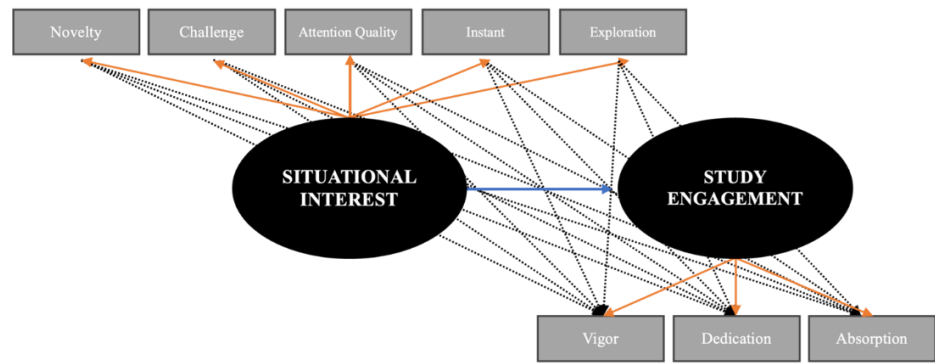 Novelty
Challenge
Attention Quality
Instant
Exploration
SITUATIONAL
INTEREST
STUDY
ENGAGEMENT
Vigor
Dedication
Absorption